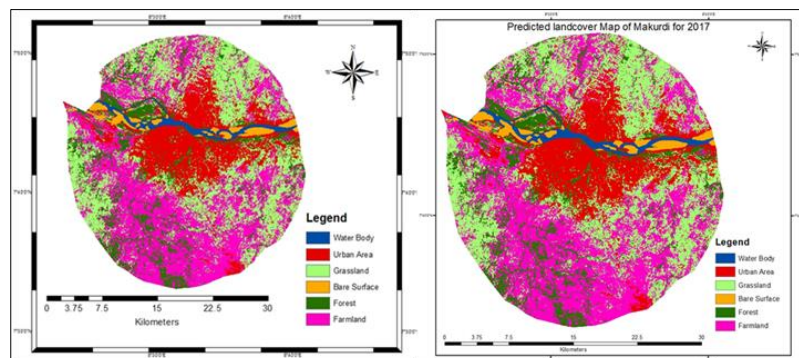 Legend
Water Body
Urban Area
Grassland
Bare Surface
Forest
Farmland
0 3.75 7.5 15 22.5 30
Kilometers
Predicted landcover Map of Makurdi for 2017
Legend
Water Body
Urban Area
Grassland
Bare Surface
Forest
Farmland
0 3.75 7.5 15 22.5 30
Kilometers